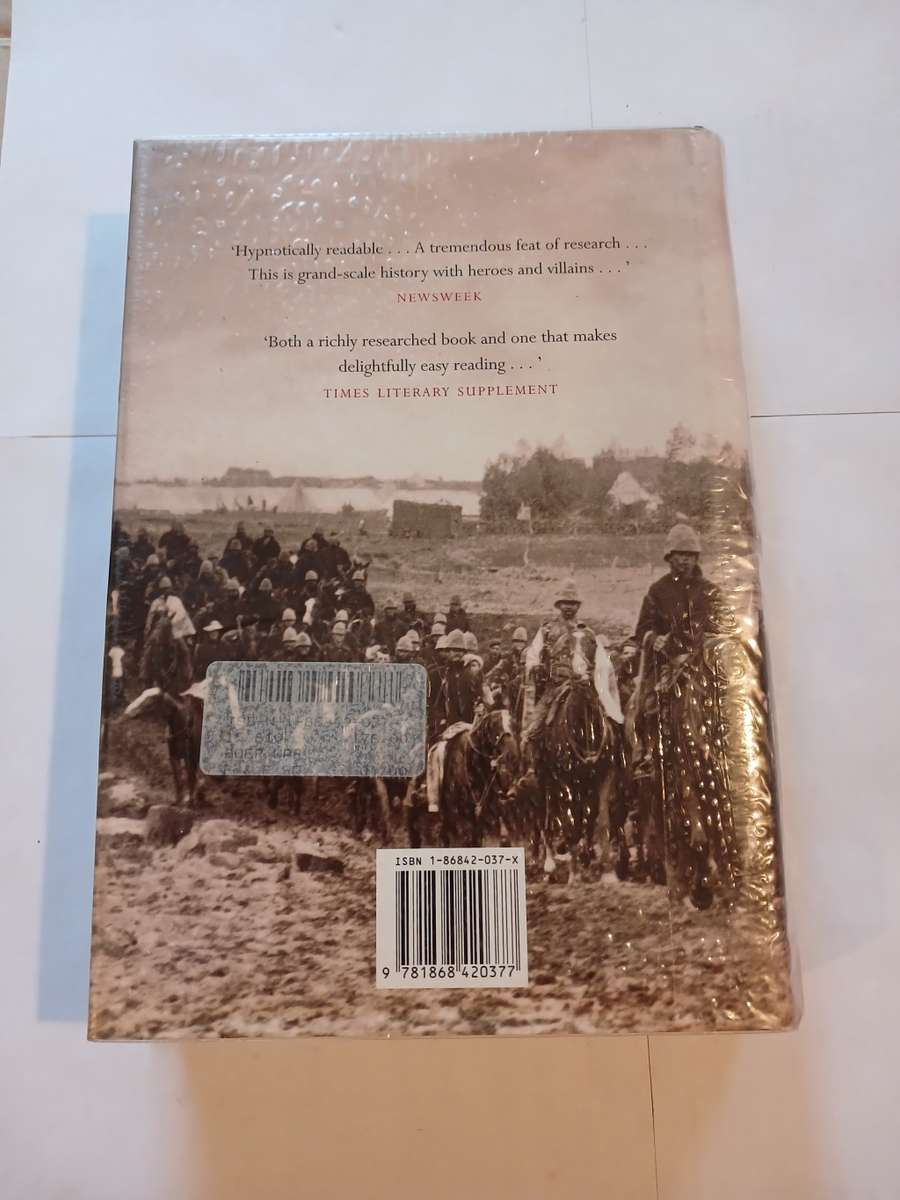 ‘Hypnotically readable . . . A tremendous feat of research . . .
This is grand-scale history with heroes and villains . . . ’
NEWSWEEK
‘Both a richly researched book and one that makes
delightfully easy reading . . . ’
TIMES LITERARY SUPPLEMENT
ISBN 1-86842-037-X
9 781868 420377